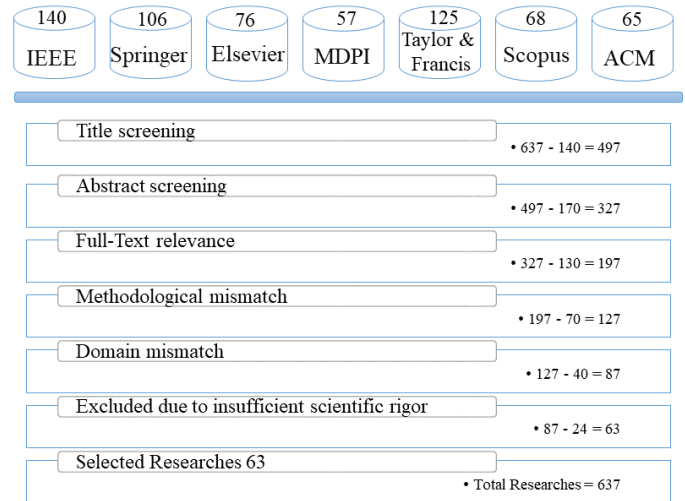 140
IEEE
106
Springer
76
Elsevier
57
MDPI
125
Taylor &
Francis
68
Scopus
65
ACM
Title screening
• 637 - 140 = 497
Abstract screening
• 497 - 170 = 327
Full-Text relevance
• 327 - 130 = 197
Methodological mismatch
• 197 - 70 = 127
Domain mismatch
• 127 - 40 = 87
Excluded due to insufficient scientific rigor
• 87 - 24 = 63
Selected Researches 63
• Total Researches = 637